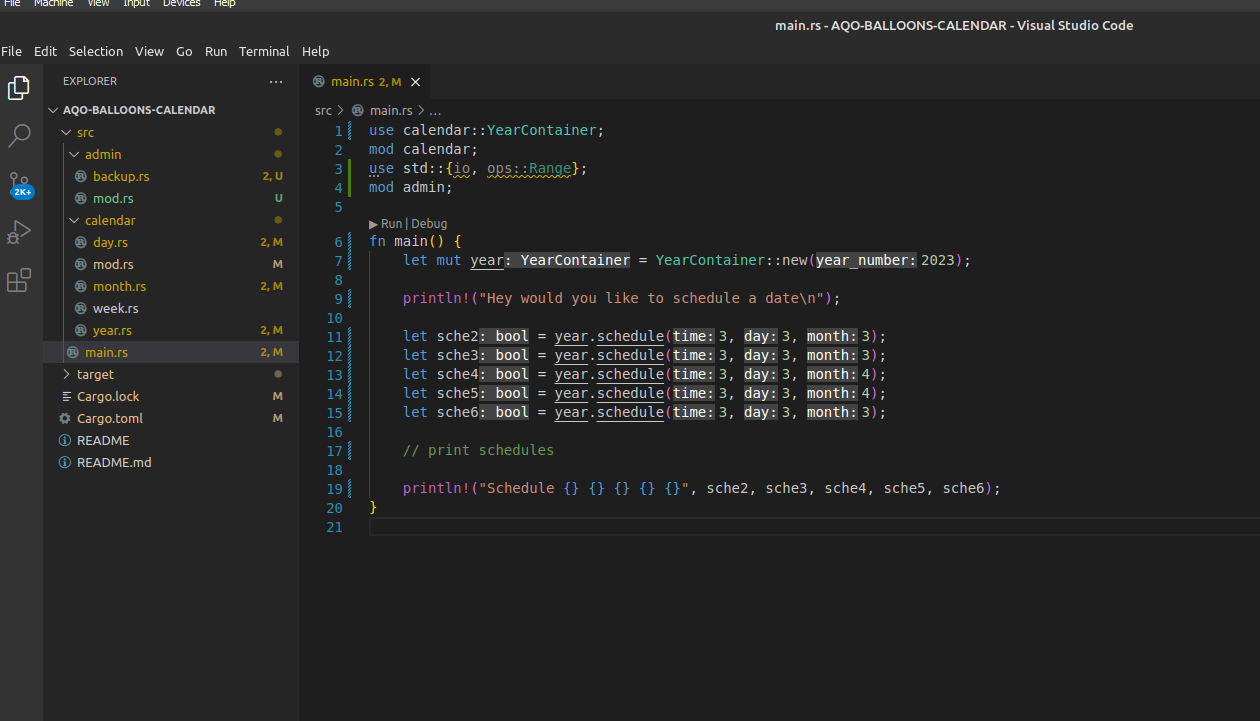 File Machine View Input Devices Help
main.rs - AQO-BALLOONS-CALENDAR - Visual Studio Code
File Edit Selection View Go Run Terminal Help
EXPLORER ···
AQO-BALLOONS-CALENDAR
src
admin
backup.rs 2, U
mod.rs U
calendar
day.rs 2, M
mod.rs M
month.rs 2, M
week.rs
year.rs 2, M
main.rs 2, M
target
Cargo.lock M
Cargo.toml M
README
README.md
2K+
main.rs 2, M
src > main.rs > ...
1 use calendar::YearContainer;
2 mod calendar;
3 use std::{io, ops::Range};
4 mod admin;
5
Run | Debug
6 fn main() {
7 let mut year: YearContainer = YearContainer::new(year_number: 2023);
8
9 println!("Hey would you like to schedule a date\n");
10
11 let sche2: bool = year.schedule(time: 3, day: 3, month: 3);
12 let sche3: bool = year.schedule(time: 3, day: 3, month: 3);
13 let sche4: bool = year.schedule(time: 3, day: 3, month: 4);
14 let sche5: bool = year.schedule(time: 3, day: 3, month: 4);
15 let sche6: bool = year.schedule(time: 3, day: 3, month: 3);
16
17 // print schedules
18
19 println!("Schedule {} {} {} {} {}", sche2, sche3, sche4, sche5, sche6);
20 }
21